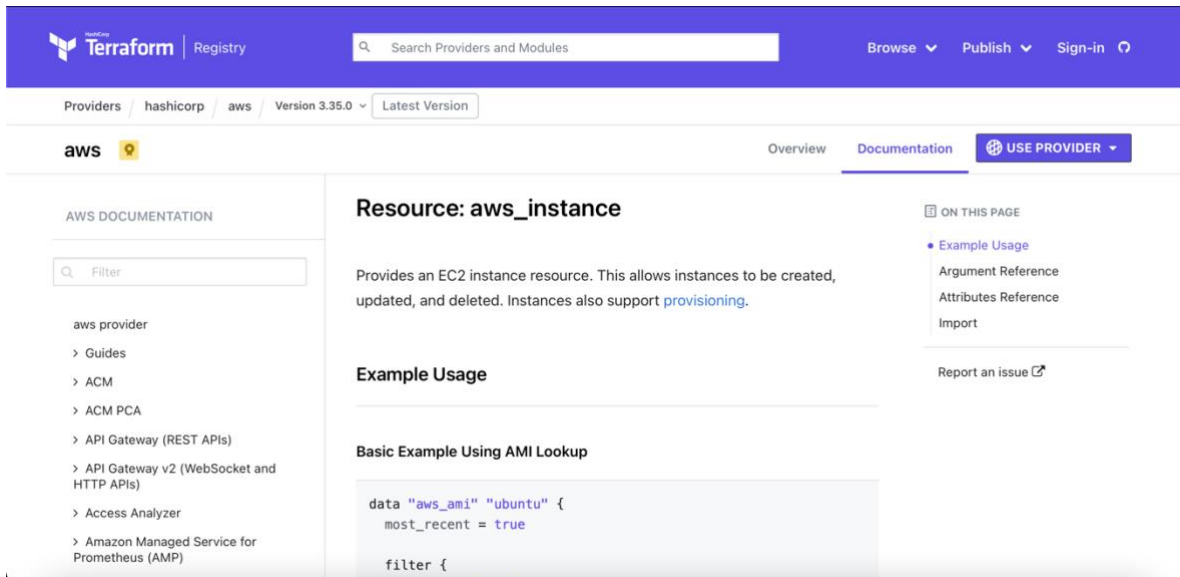 HashiCorp
Terraform Registry
Search Providers and Modules
Browse
Publish
Sign-in
Providers / hashicorp / aws / Version 3.35.0
Latest Version
aws
Overview
Documentation
USE PROVIDER
AWS DOCUMENTATION
Filter
aws provider
> Guides
> ACM
> ACM PCA
> API Gateway (REST APIs)
> API Gateway v2 (WebSocket and
HTTP APIs)
> Access Analyzer
> Amazon Managed Service for
Prometheus (AMP)
Resource: aws_instance
Provides an EC2 instance resource. This allows instances to be created,
updated, and deleted. Instances also support provisioning.
Example Usage
Basic Example Using AMI Lookup
data "aws_ami" "ubuntu" {
  most_recent = true
  filter {
ON THIS PAGE
Example Usage
Argument Reference
Attributes Reference
Import
Report an issue